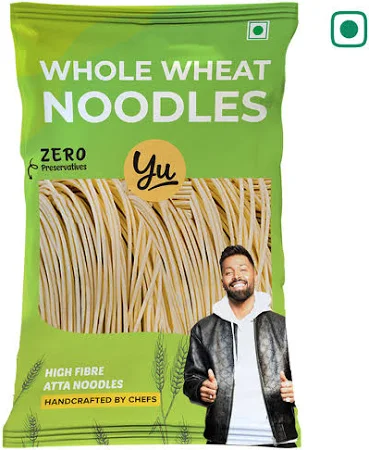 WHOLE WHEAT
NOODLES
ZERO
Preservatives
Yu
HIGH FIBRE
ATTA NOODLES
HANDCRAFTED BY CHEFS